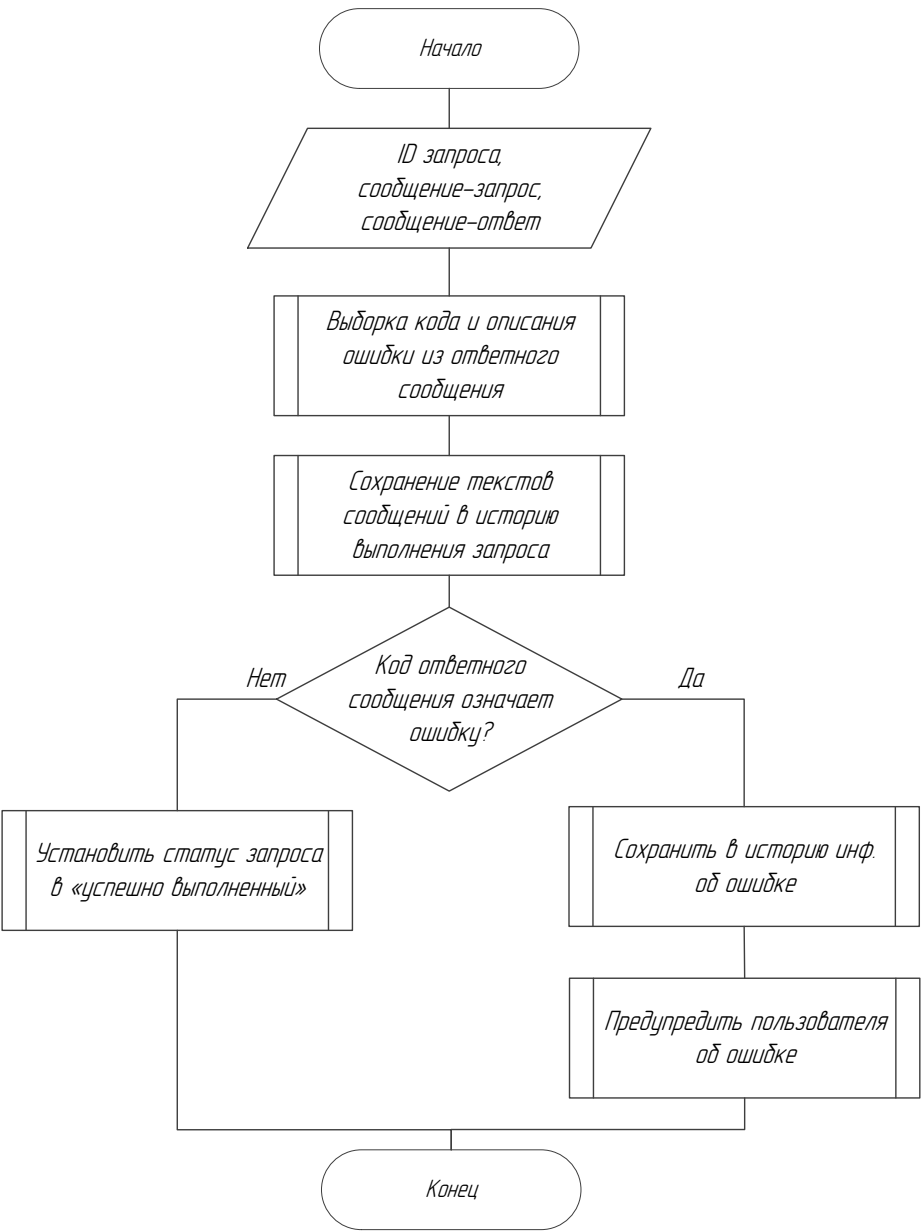 Начало
ID запроса,
сообщение-запрос,
сообщение-ответ
Выборка кода и описания
ошибки из ответного
сообщения
Сохранение текстов
сообщений в историю
выполнения запроса
Код ответного
сообщения означает
ошибку?
Нет
Да
Установить статус запроса
в «успешно выполненный»
Сохранить в историю инф.
об ошибке
Предупредить пользователя
об ошибке
Конец